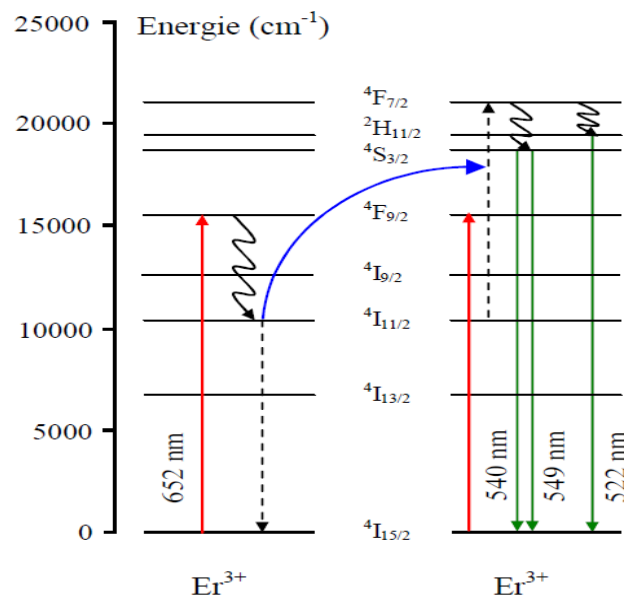 25000
Energie (cm⁻¹)
⁴F₇/₂
20000
²H₁₁/₂
⁴S₃/₂
⁴F₉/₂
15000
⁴I₉/₂
10000
⁴I₁₁/₂
⁴I₁₃/₂
5000
652 nm
540 nm
549 nm
522 nm
0
⁴I₁₅/₂
Er³⁺
Er³⁺